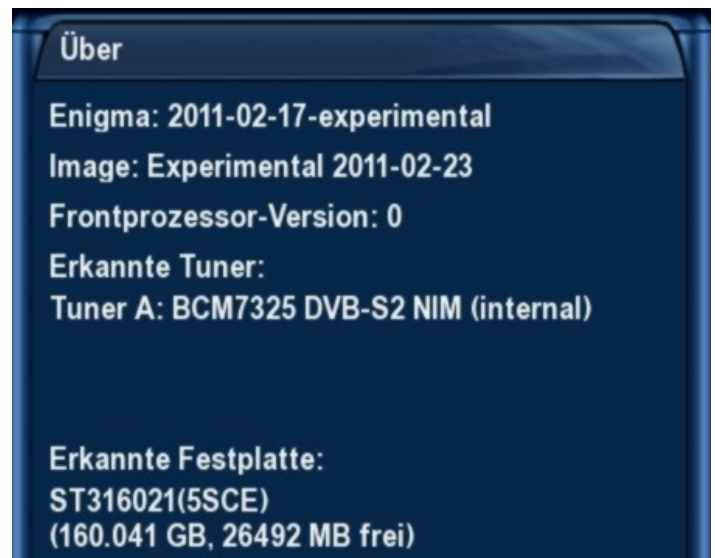 Über
Enigma: 2011-02-17-experimental
Image: Experimental 2011-02-23
Frontprozessor-Version: 0
Erkannte Tuner:
Tuner A: BCM7325 DVB-S2 NIM (internal)
Erkannte Festplatte:
ST316021(5SCE)
(160.041 GB, 26492 MB frei)